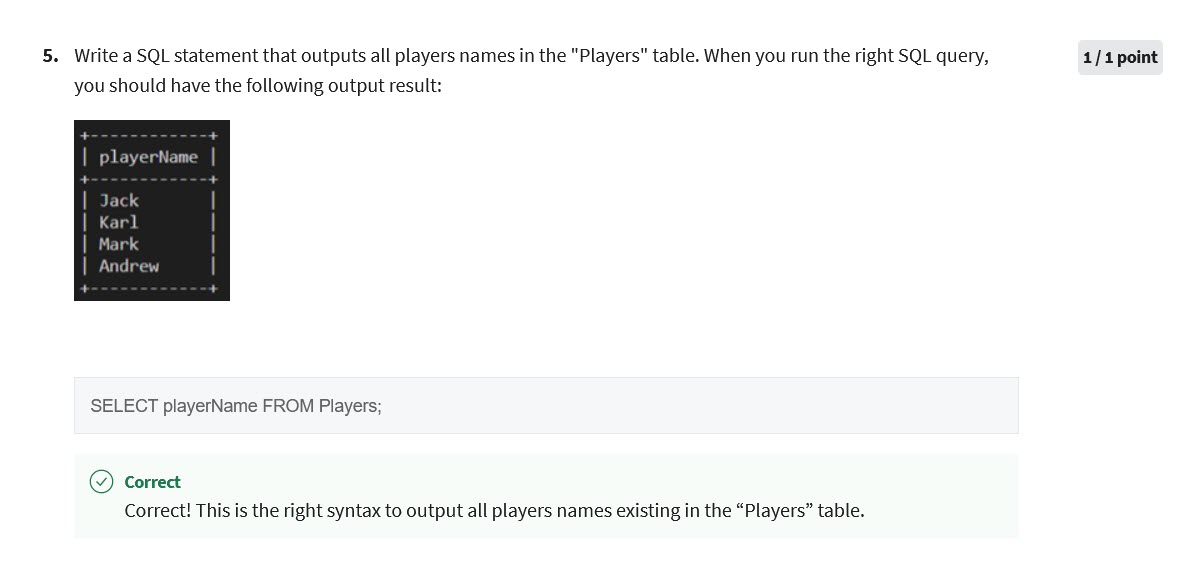 5. Write a SQL statement that outputs all players names in the "Players" table. When you run the right SQL query,
1 / 1 point
you should have the following output result:
+-------------+
| playerName |
+-------------+
| Jack |
| Karl |
| Mark |
| Andrew |
+-------------+
SELECT playerName FROM Players;
Correct
Correct! This is the right syntax to output all players names existing in the “Players” table.